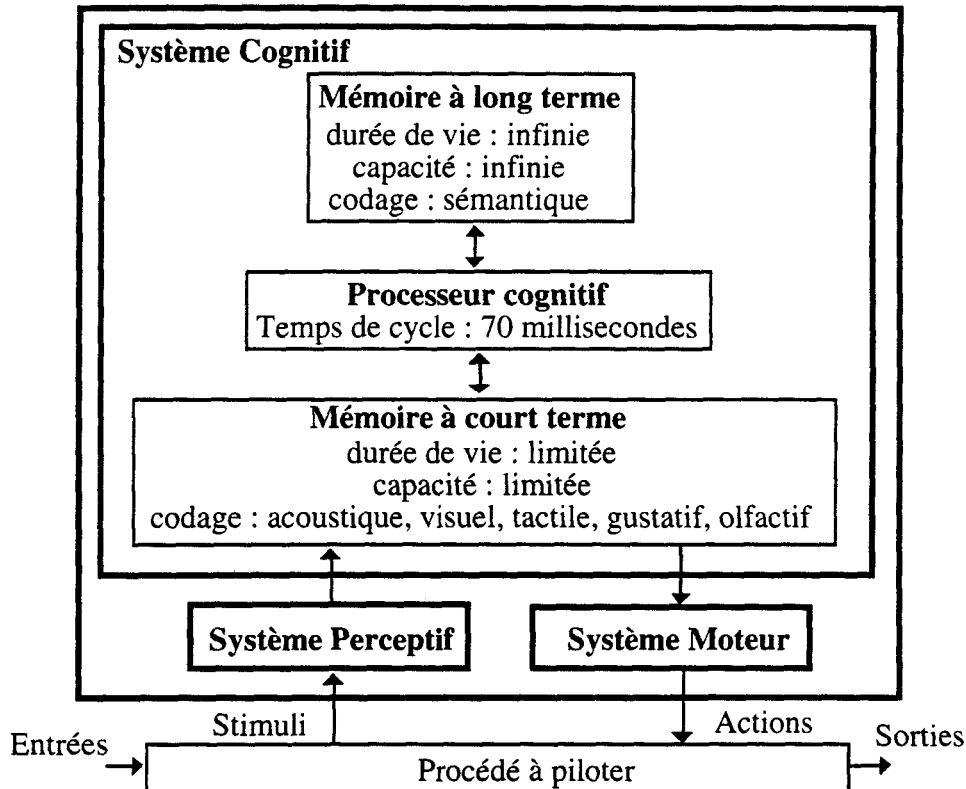 Système Cognitif
Mémoire à long terme
durée de vie : infinie
capacité : infinie
codage : sémantique
Processeur cognitif
Temps de cycle : 70 millisecondes
Mémoire à court terme
durée de vie : limitée
capacité : limitée
codage : acoustique, visuel, tactile, gustatif, olfactif
Système Perceptif
Système Moteur
Stimuli
Actions
Entrées
Sorties
Procédé à piloter